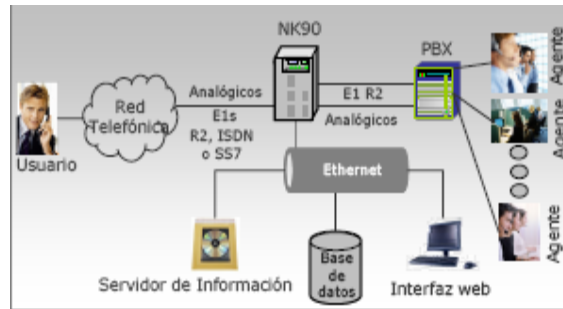 NK90
PBX
Agente
Red
Telefónica
Analógicos
E1s
R2, ISDN
o SS7
E1 R2
Analógicos
Agente
Usuario
Ethernet
Agente
Servidor de Información
Base
de
datos
Interfaz web